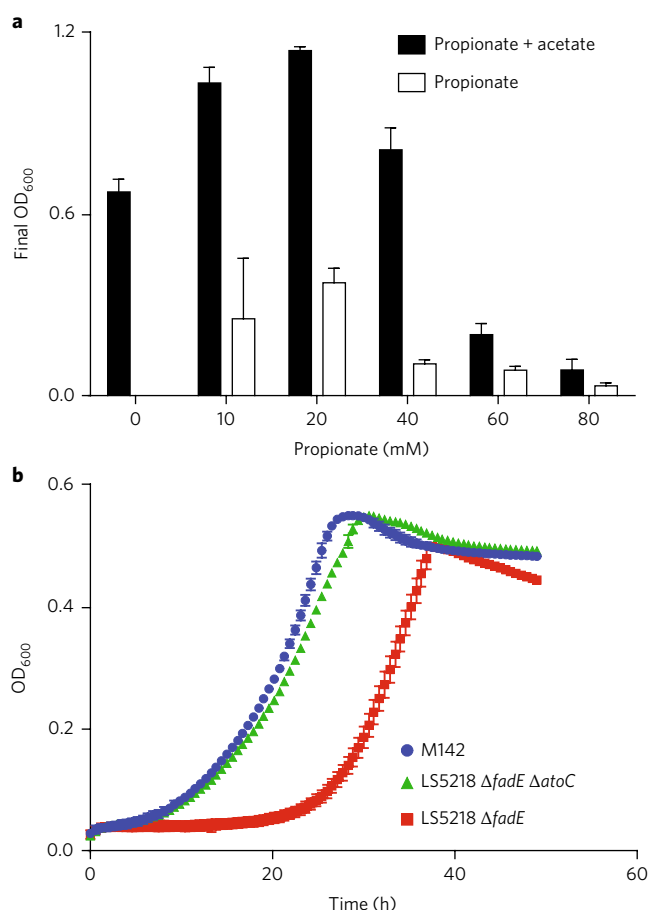 a
1.2
0.6
0.0
Final OD600
Propionate + acetate
Propionate
0 10 20 40 60 80
Propionate (mM)
b
0.6
0.4
0.2
0.0
OD600
M142
LS5218 ΔfadE ΔatoC
LS5218 ΔfadE
0 20 40 60
Time (h)